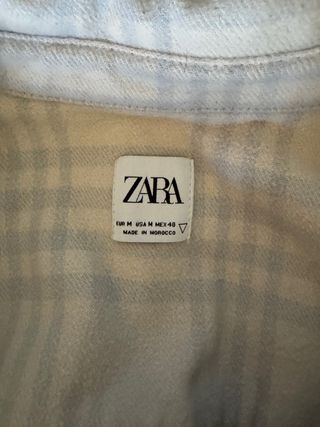 ZARA
EUR M USA M MEX 48
MADE IN MOROCCO